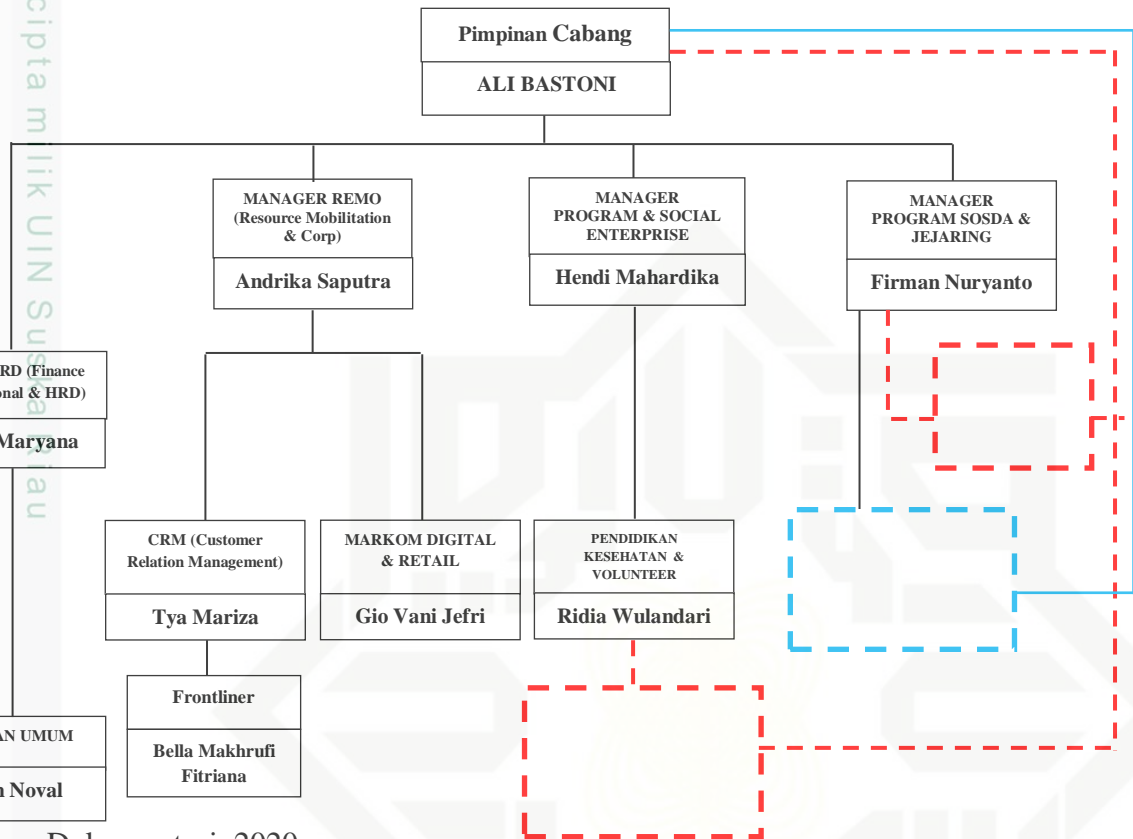 cipta milik UIN Suska Riau
Pimpinan Cabang
ALI BASTONI
MANAGER REMO
(Resource Mobilitation
& Corp)
Andrika Saputra
MANAGER
PROGRAM & SOCIAL
ENTERPRISE
Hendi Mahardika
MANAGER
PROGRAM SOSDA &
JEJARING
Firman Nuryanto
RD (Finance
onal & HRD)
Maryana
CRM (Customer
Relation Management)
Tya Mariza
MARKOM DIGITAL
& RETAIL
Gio Vani Jefri
PENDIDIKAN
KESEHATAN &
VOLUNTEER
Ridia Wulandari
Frontliner
Bella Makhrufi
Fitriana
AN UMUM
Noval
2020